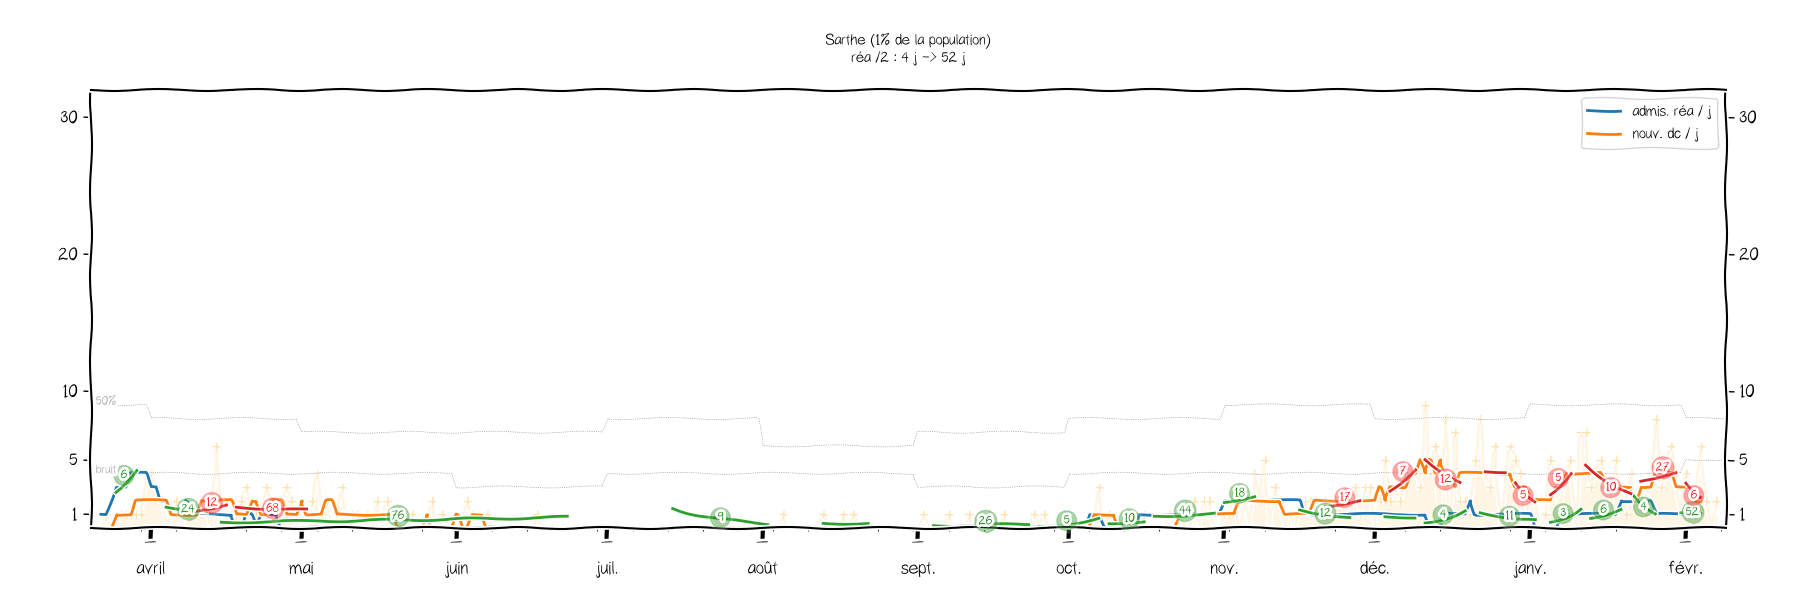 Sarthe (1% de la population)
réa /2 : 4 j -> 52 j
admis. réa / j
nouv. dc / j
30
30
20
20
10
10
50%
5
5
bruit
1
1
6
24
12
68
76
9
26
5
10
44
18
12
17
7
12
4
11
5
5
3
10
6
4
27
6
52
avril
mai
juin
juil.
août
sept.
oct.
nov.
déc.
janv.
févr.